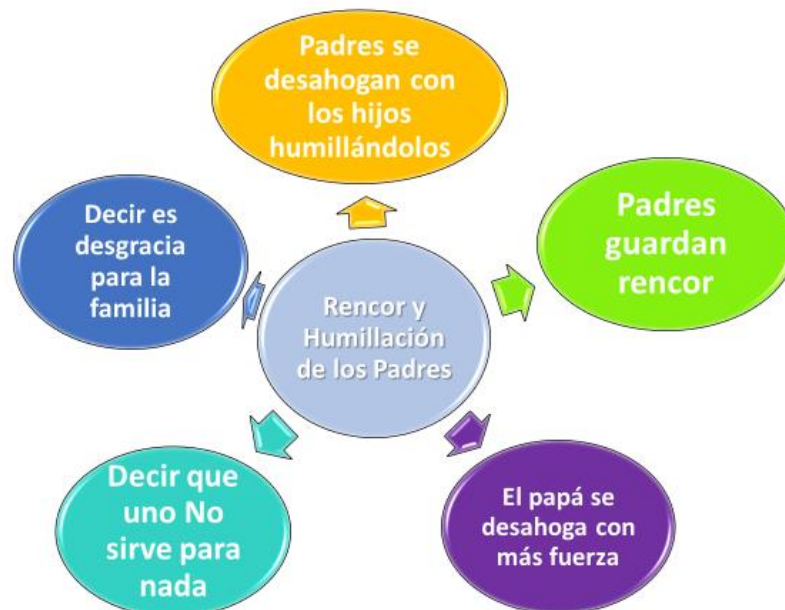 Padres se
desahogan con
los hijos
humillándolos
Padres
guardan
rencor
Decir es
desgracia
para la
familia
Rencor y
Humillación
de los Padres
Decir que
uno No
sirve para
nada
El papá se
desahoga con
más fuerza